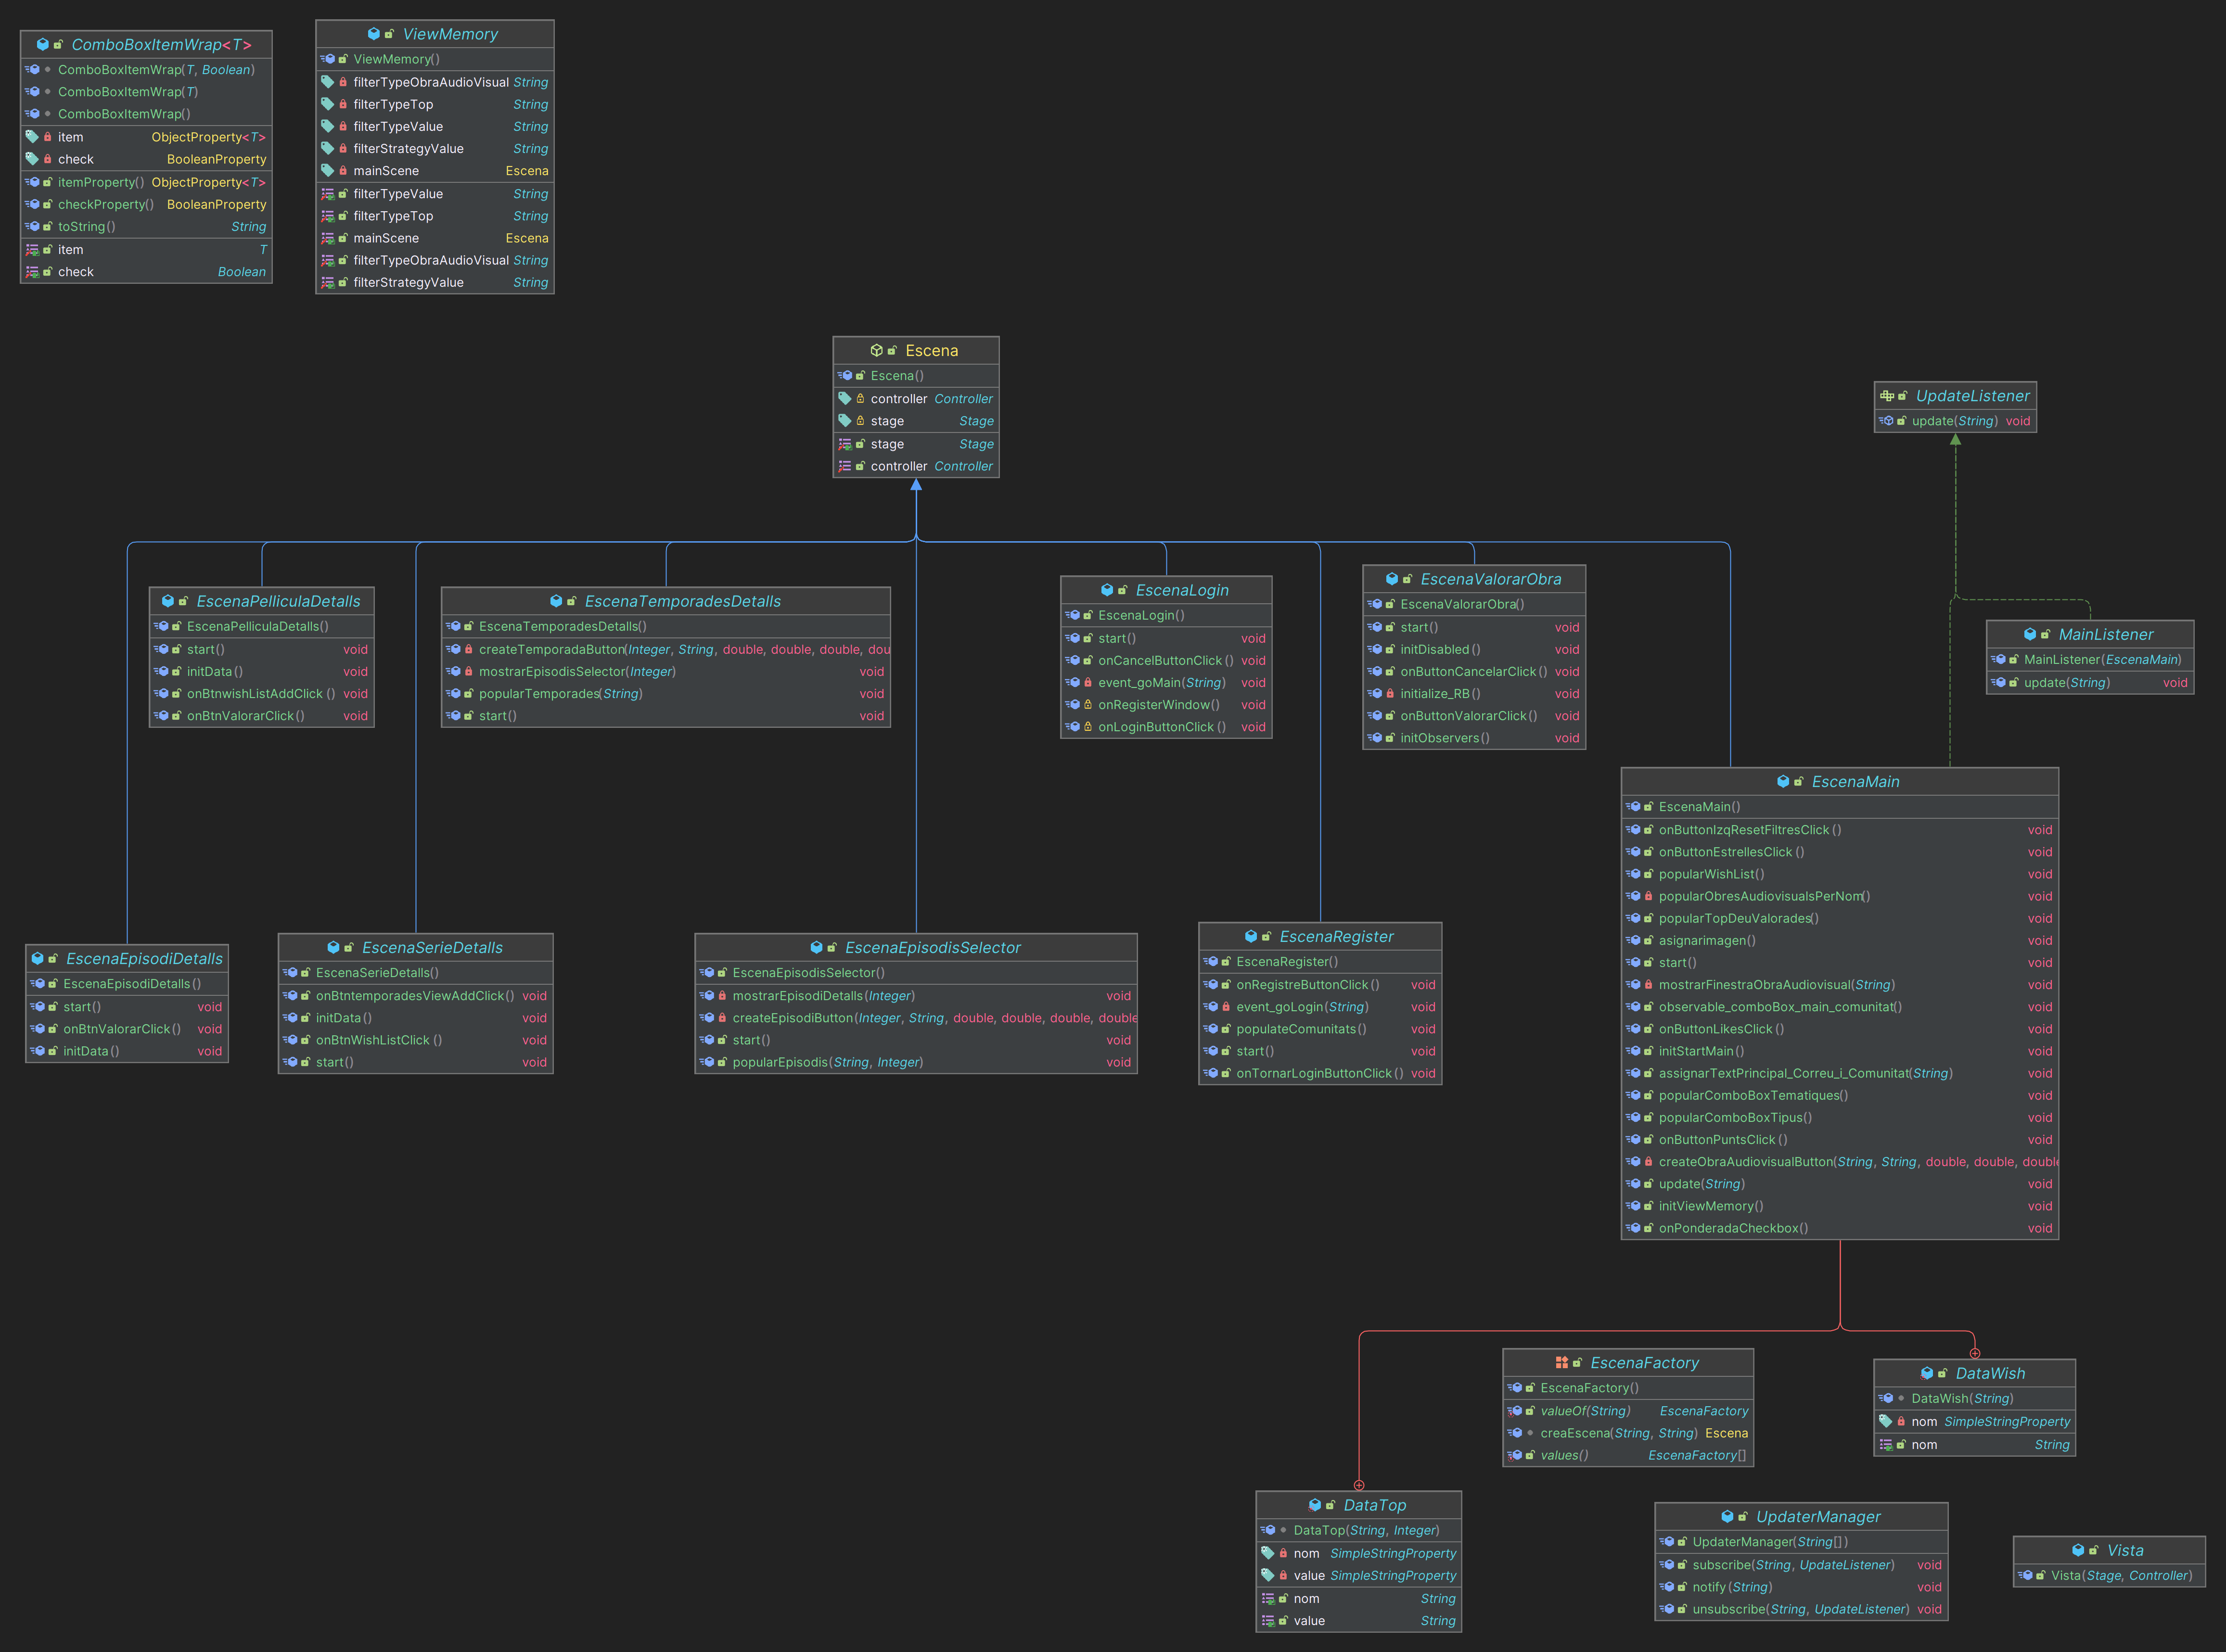 ComboBoxItemWrap<T>
ComboBoxItemWrap(T, Boolean)
ComboBoxItemWrap(T)
ComboBoxItemWrap()
item ObjectProperty<T>
check BooleanProperty
itemProperty() ObjectProperty<T>
checkProperty() BooleanProperty
toString() String
item T
check Boolean
ViewMemory
ViewMemory()
filterTypeObraAudioVisual String
filterTypeTop String
filterTypeValue String
filterStrategyValue String
mainScene Escena
filterTypeValue String
filterTypeTop String
mainScene Escena
filterTypeObraAudioVisual String
filterStrategyValue String
Escena
Escena()
controller Controller
stage Stage
stage Stage
controller Controller
UpdateListener
update(String) void
EscenaPelliculaDetalls
EscenaPelliculaDetalls()
start() void
initData() void
onBtnwishListAddClick() void
onBtnValorarClick() void
EscenaTemporadesDetalls
EscenaTemporadesDetalls()
createTemporadaButton(Integer, String, double, double, double, dou
mostrarEpisodiSelector(Integer) void
popularTemporades(String) void
start() void
EscenaLogin
EscenaLogin()
start() void
onCancelButtonClick() void
event_goMain(String) void
onRegisterWindow() void
onLoginButtonClick() void
EscenaValorarObra
EscenaValorarObra()
start() void
initDisabled() void
onButtonCancelarClick() void
initialize_RB() void
onButtonValorarClick() void
initObservers() void
MainListener
MainListener(EscenaMain)
update(String) void
EscenaMain
EscenaMain()
onButtonIzqResetFiltresClick() void
onButtonEstrellesClick() void
popularWishList() void
popularObresAudiovisualsPerNom() void
popularTopDeuValorades() void
asignarimagen() void
start() void
mostrarFinestraObraAudiovisual(String) void
observable_comboBox_main_comunitat() void
onButtonLikesClick() void
initStartMain() void
assignarTextPrincipal_Correu_i_Comunitat(String) void
popularComboBoxTematiques() void
popularComboBoxTipus() void
onButtonPuntsClick() void
createObraAudiovisualButton(String, String, double, double, double void
update(String) void
initViewMemory() void
onPonderadaCheckbox() void
EscenaEpisodiDetalls
EscenaEpisodiDetalls()
start() void
onBtnValorarClick() void
initData() void
EscenaSerieDetalls
EscenaSerieDetalls()
onBtntemporadesViewAddClick() void
initData() void
onBtnWishListClick() void
start() void
EscenaEpisodisSelector
EscenaEpisodisSelector()
mostrarEpisodiDetalls(Integer) void
createEpisodiButton(Integer, String, double, double, double, double
start() void
popularEpisodis(String, Integer) void
EscenaRegister
EscenaRegister()
onRegistreButtonClick() void
event_goLogin(String) void
populateComunitats() void
start() void
onTornarLoginButtonClick() void
EscenaFactory
EscenaFactory()
valueOf(String) EscenaFactory
creaEscena(String, String) Escena
values() EscenaFactory[]
DataWish
DataWish(String)
nom SimpleStringProperty
nom String
DataTop
DataTop(String, Integer)
nom SimpleStringProperty
value SimpleStringProperty
nom String
value String
UpdaterManager
UpdaterManager(String[])
subscribe(String, UpdateListener) void
notify(String) void
unsubscribe(String, UpdateListener) void
Vista
Vista(Stage, Controller)